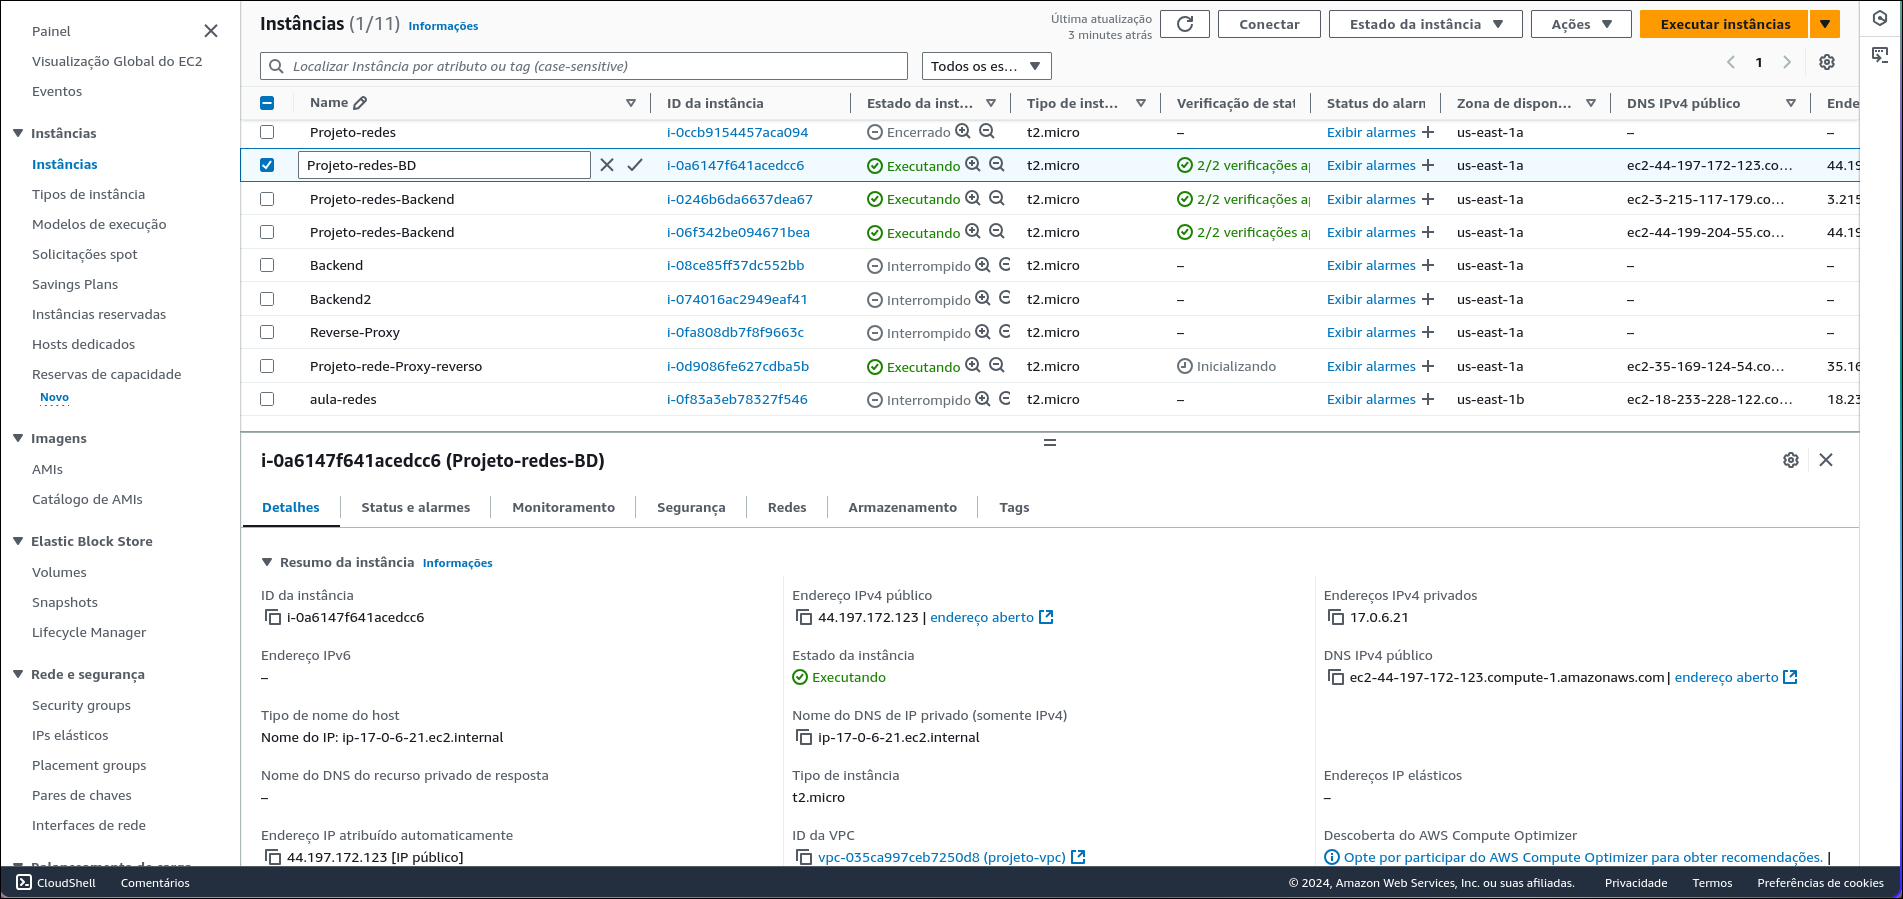 Painel
Visualização Global do EC2
Eventos
Instâncias
Instâncias
Tipos de instância
Modelos de execução
Solicitações spot
Savings Plans
Instâncias reservadas
Hosts dedicados
Reservas de capacidade
Novo
Imagens
AMIs
Catálogo de AMIs
Elastic Block Store
Volumes
Snapshots
Lifecycle Manager
Rede e segurança
Security groups
IPs elásticos
Placement groups
Pares de chaves
Interfaces de rede
Instâncias (1/11) Informações
Última atualização
3 minutes atrás
Conectar Estado da instância Ações Executar instâncias
Localizar Instância por atributo ou tag (case-sensitive) Todos os es... 1
Name ID da instância Estado da inst... Tipo de inst... Verificação de stat Status do alarn Zona de dispon... DNS IPv4 público Ende
Projeto-redes i-0ccb9154457aca094 Encerrado t2.micro – Exibir alarmes us-east-1a – –
Projeto-redes-BD i-0a6147f641acedcc6 Executando t2.micro 2/2 verificações a Exibir alarmes us-east-1a ec2-44-197-172-123.co... 44.19
Projeto-redes-Backend i-0246b6da6637dea67 Executando t2.micro 2/2 verificações a Exibir alarmes us-east-1a ec2-3-215-117-179.co... 3.215
Projeto-redes-Backend i-06f342be094671bea Executando t2.micro 2/2 verificações a Exibir alarmes us-east-1a ec2-44-199-204-55.co... 44.19
Backend i-08ce85ff37dc552bb Interrompido t2.micro – Exibir alarmes us-east-1a – –
Backend2 i-074016ac2949eaf41 Interrompido t2.micro – Exibir alarmes us-east-1a – –
Reverse-Proxy i-0fa808db7f8f9663c Interrompido t2.micro – Exibir alarmes us-east-1a – –
Projeto-rede-Proxy-reverso i-0d9086fe627cdba5b Executando t2.micro Inicializando Exibir alarmes us-east-1a ec2-35-169-124-54.co... 35.16
aula-redes i-0f83a3eb78327f546 Interrompido t2.micro – Exibir alarmes us-east-1b ec2-18-233-228-122.co... 18.23
i-0a6147f641acedcc6 (Projeto-redes-BD)
Detalhes Status e alarmes Monitoramento Segurança Redes Armazenamento Tags
Resumo da instância Informações
ID da instância Endereço IPv4 público Endereços IPv4 privados
i-0a6147f641acedcc6 44.197.172.123 | endereço aberto 17.0.6.21
Endereço IPv6 Estado da instância DNS IPv4 público
– Executando ec2-44-197-172-123.compute-1.amazonaws.com | endereço aberto
Tipo de nome do host Nome do DNS de IP privado (somente IPv4)
Nome do IP: ip-17-0-6-21.ec2.internal ip-17-0-6-21.ec2.internal
Nome do DNS do recurso privado de resposta Tipo de instância Endereços IP elásticos
– t2.micro –
Endereço IP atribuído automaticamente ID da VPC Descoberta do AWS Compute Optimizer
44.197.172.123 [IP público] vpc-035ca997ceb7250d8 (projeto-vpc) Opte por participar do AWS Compute Optimizer para obter recomendações. |
CloudShell Comentários © 2024, Amazon Web Services, Inc. ou suas afiliadas. Privacidade Termos Preferências de cookies